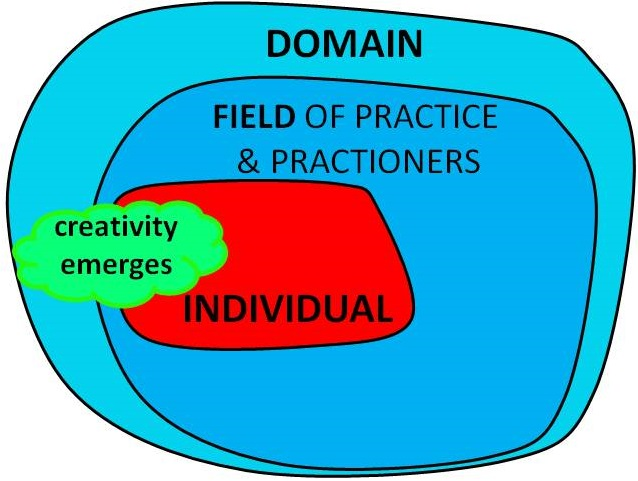 DOMAIN
FIELD OF PRACTICE
& PRACTIONERS
creativity
emerges
INDIVIDUAL